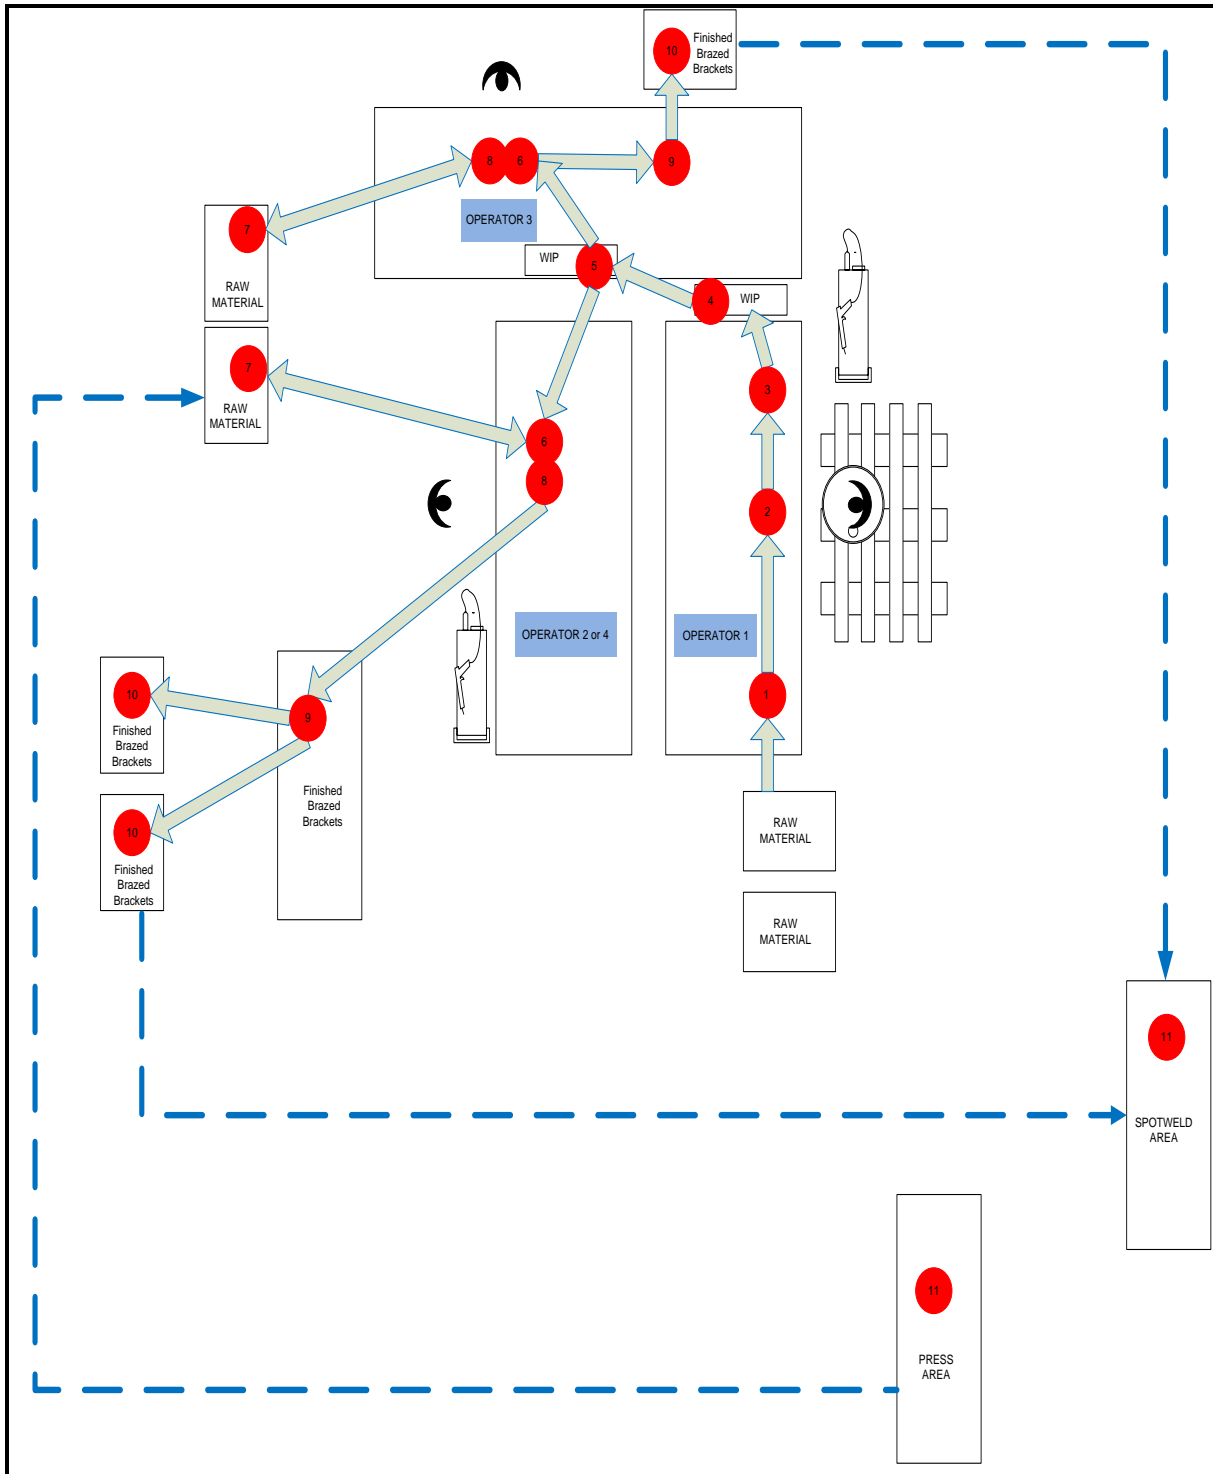 10
Finished
Brazed
Brackets
8
6
9
OPERATOR 3
7
RAW
MATERIAL
WIP
5
4
WIP
7
RAW
MATERIAL
3
6
8
2
OPERATOR 2 or 4
OPERATOR 1
1
10
Finished
Brazed
Brackets
9
Finished
Brazed
Brackets
10
Finished
Brazed
Brackets
RAW
MATERIAL
RAW
MATERIAL
11
SPOTWELD
AREA
11
PRESS
AREA